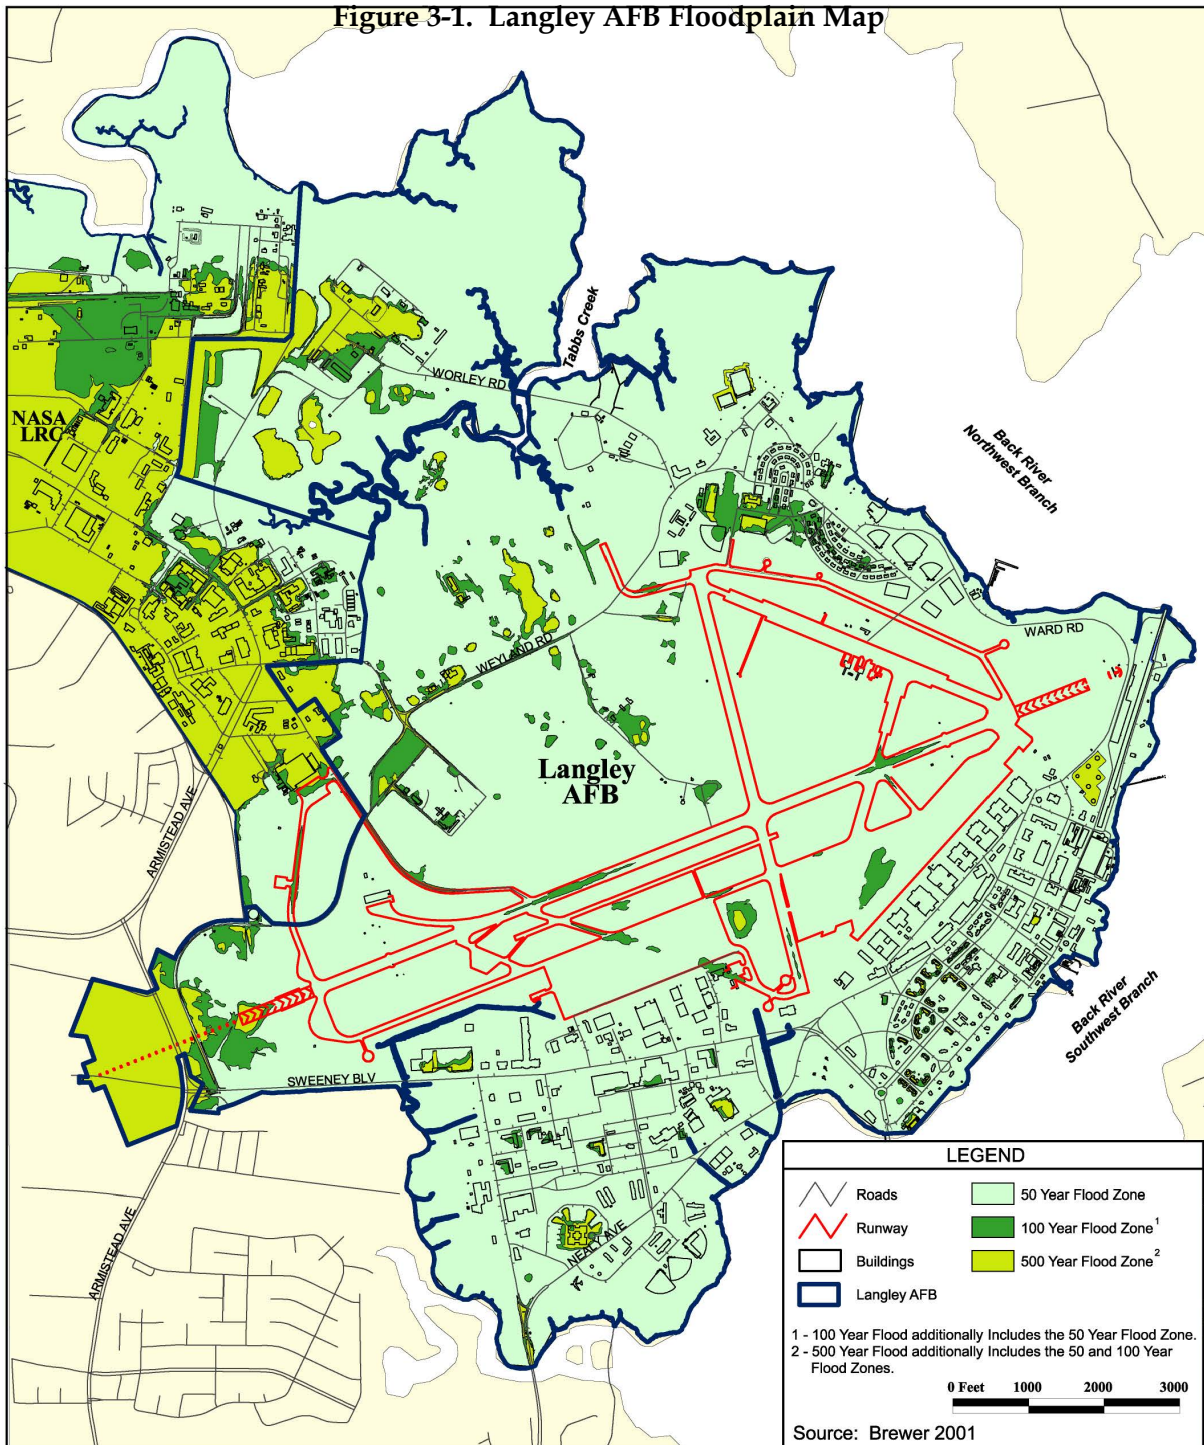 Figure 3-1.  Langley AFB Floodplain Map
Tabbs Creek
WORLEY RD
NASA
LRC
Back River
Northwest Branch
WARD RD
WEYLAND RD
Langley
AFB
ARMISTEAD AVE
Back River
Southwest Branch
SWEENEY BLV
NEALY AVE
ARMISTEAD AVE
LEGEND
Roads
Runway
Buildings
Langley AFB
50 Year Flood Zone
100 Year Flood Zone1
500 Year Flood Zone2
1 - 100 Year Flood additionally Includes the 50 Year Flood Zone.
2 - 500 Year Flood additionally Includes the 50 and 100 Year
Flood Zones.
0 Feet 1000 2000 3000
Source:  Brewer 2001